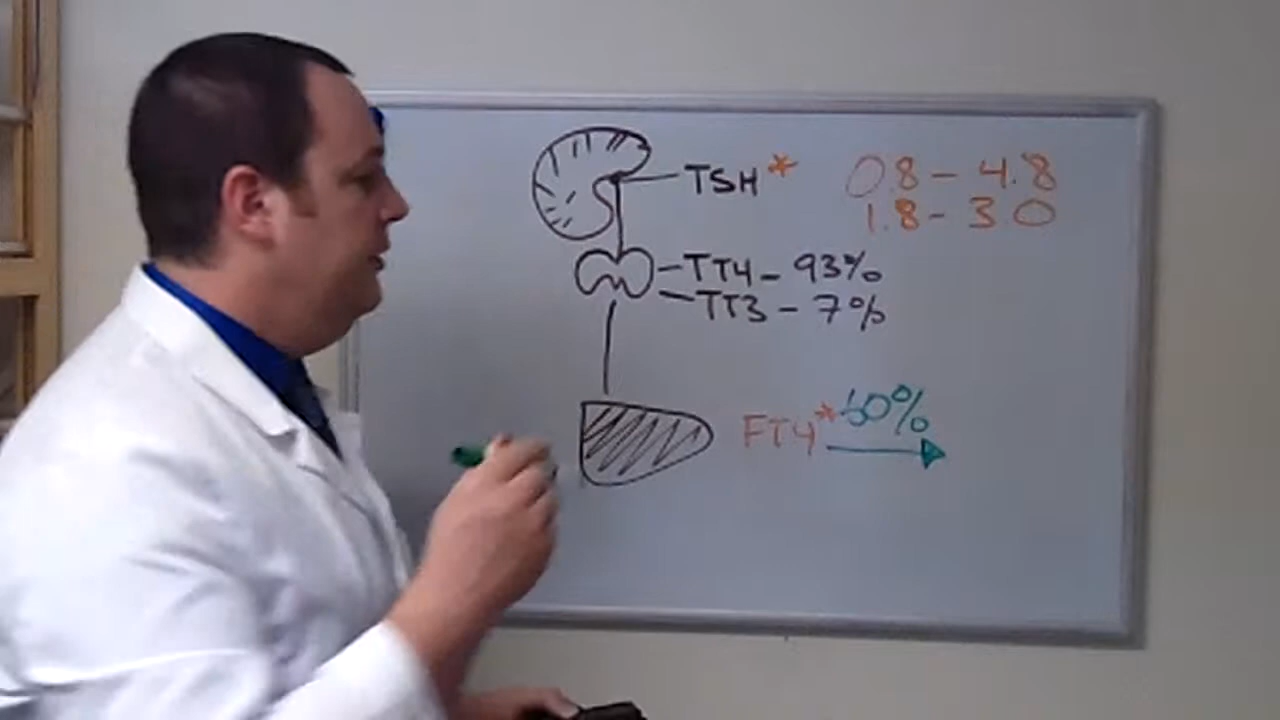 TSH* 0.8 – 4.8
1.8 – 3.0
TT4 – 93%
TT3 – 7%
FT4* 60%